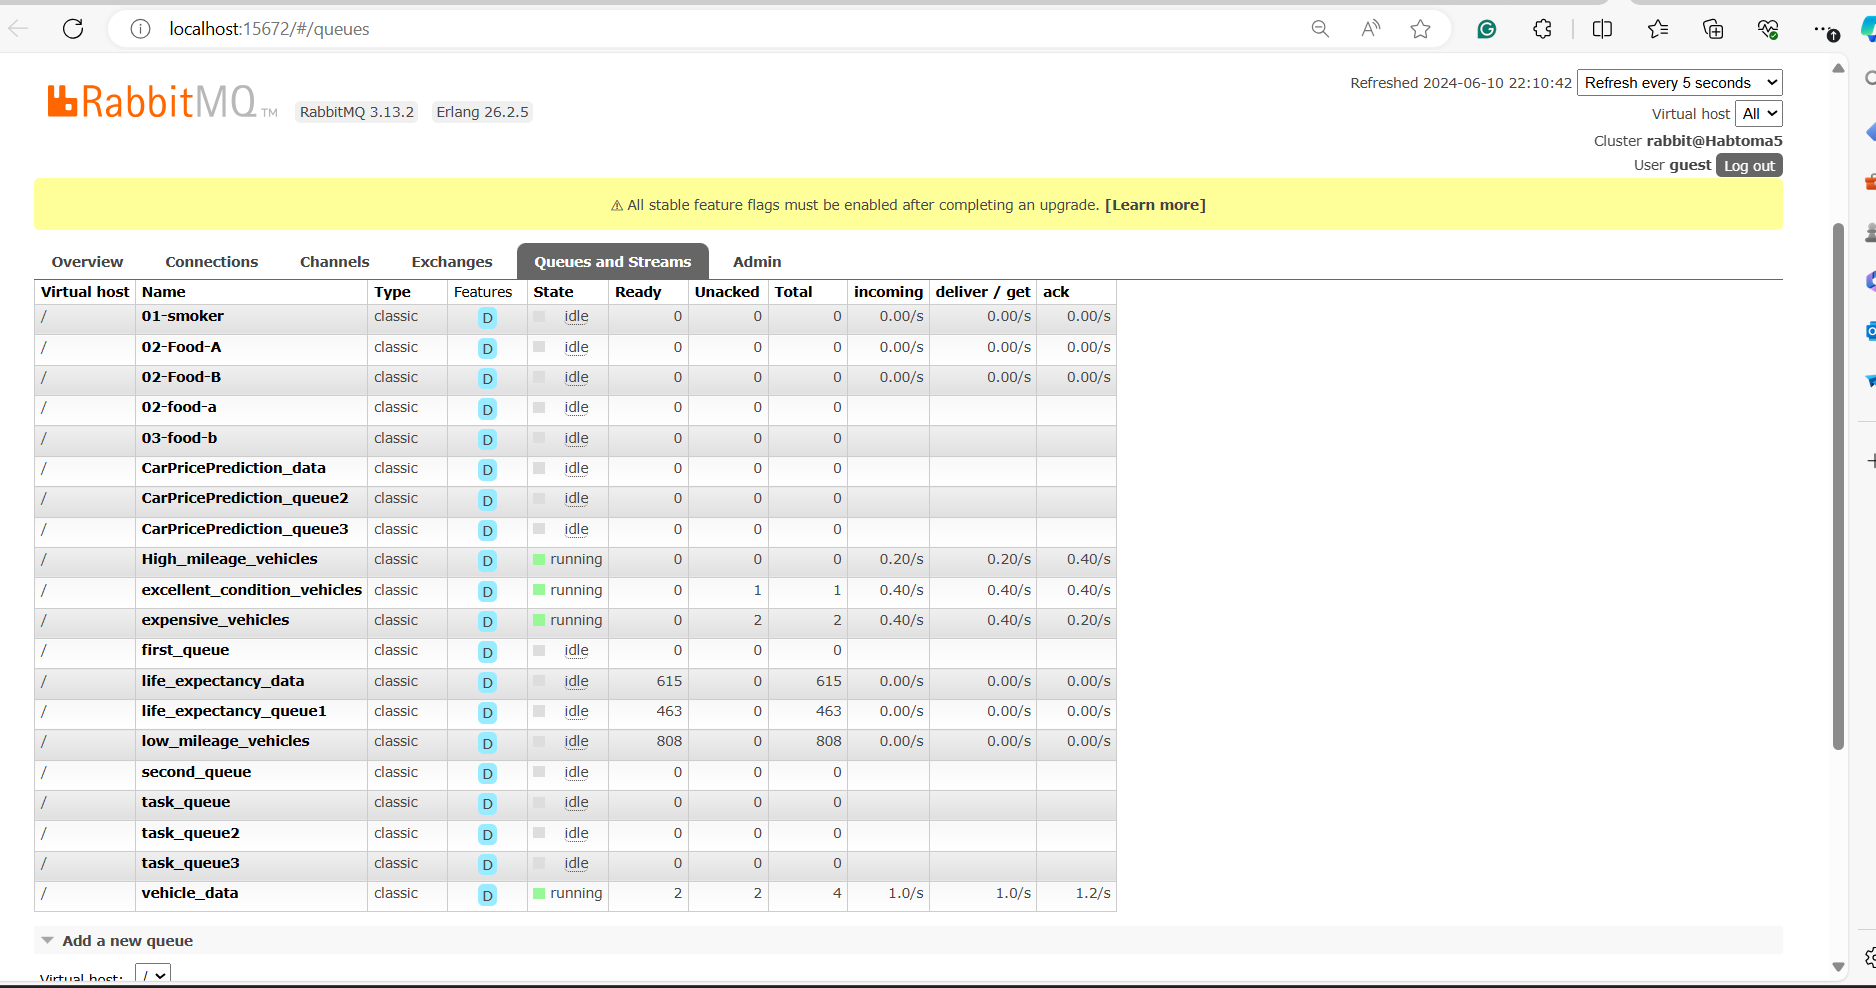 localhost:15672/#/queues
RabbitMQ TM RabbitMQ 3.13.2 Erlang 26.2.5
Refreshed 2024-06-10 22:10:42 Refresh every 5 seconds
Virtual host All
Cluster rabbit@Habtoma5
User guest Log out
⚠ All stable feature flags must be enabled after completing an upgrade. [Learn more]
Overview Connections Channels Exchanges Queues and Streams Admin
Virtual host Name Type Features State Ready Unacked Total incoming deliver / get ack
/ 01-smoker classic D idle 0 0 0 0.00/s 0.00/s 0.00/s
/ 02-Food-A classic D idle 0 0 0 0.00/s 0.00/s 0.00/s
/ 02-Food-B classic D idle 0 0 0 0.00/s 0.00/s 0.00/s
/ 02-food-a classic D idle 0 0 0
/ 03-food-b classic D idle 0 0 0
/ CarPricePrediction_data classic D idle 0 0 0
/ CarPricePrediction_queue2 classic D idle 0 0 0
/ CarPricePrediction_queue3 classic D idle 0 0 0
/ High_mileage_vehicles classic D running 0 0 0 0.20/s 0.20/s 0.40/s
/ excellent_condition_vehicles classic D running 0 1 1 0.40/s 0.40/s 0.40/s
/ expensive_vehicles classic D running 0 2 2 0.40/s 0.40/s 0.20/s
/ first_queue classic D idle 0 0 0
/ life_expectancy_data classic D idle 615 0 615 0.00/s 0.00/s 0.00/s
/ life_expectancy_queue1 classic D idle 463 0 463 0.00/s 0.00/s 0.00/s
/ low_mileage_vehicles classic D idle 808 0 808 0.00/s 0.00/s 0.00/s
/ second_queue classic D idle 0 0 0
/ task_queue classic D idle 0 0 0
/ task_queue2 classic D idle 0 0 0
/ task_queue3 classic D idle 0 0 0
/ vehicle_data classic D running 2 2 4 1.0/s 1.0/s 1.2/s
Add a new queue
Virtual host: /